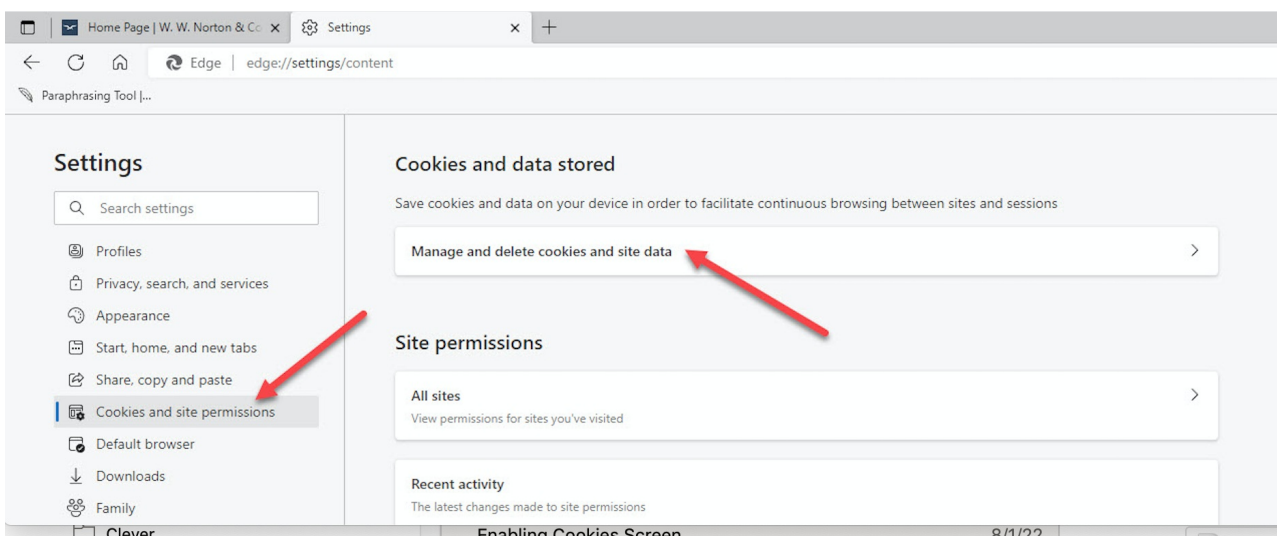 Home Page | W. W. Norton & Co
Settings
Edge | edge://settings/content
Paraphrasing Tool |...
Settings
Search settings
Profiles
Privacy, search, and services
Appearance
Start, home, and new tabs
Share, copy and paste
Cookies and site permissions
Default browser
Downloads
Family
Cookies and data stored
Save cookies and data on your device in order to facilitate continuous browsing between sites and sessions
Manage and delete cookies and site data
Site permissions
All sites
View permissions for sites you've visited
Recent activity
The latest changes made to site permissions
Clever
Enabling Cookies Screen
8/1/22